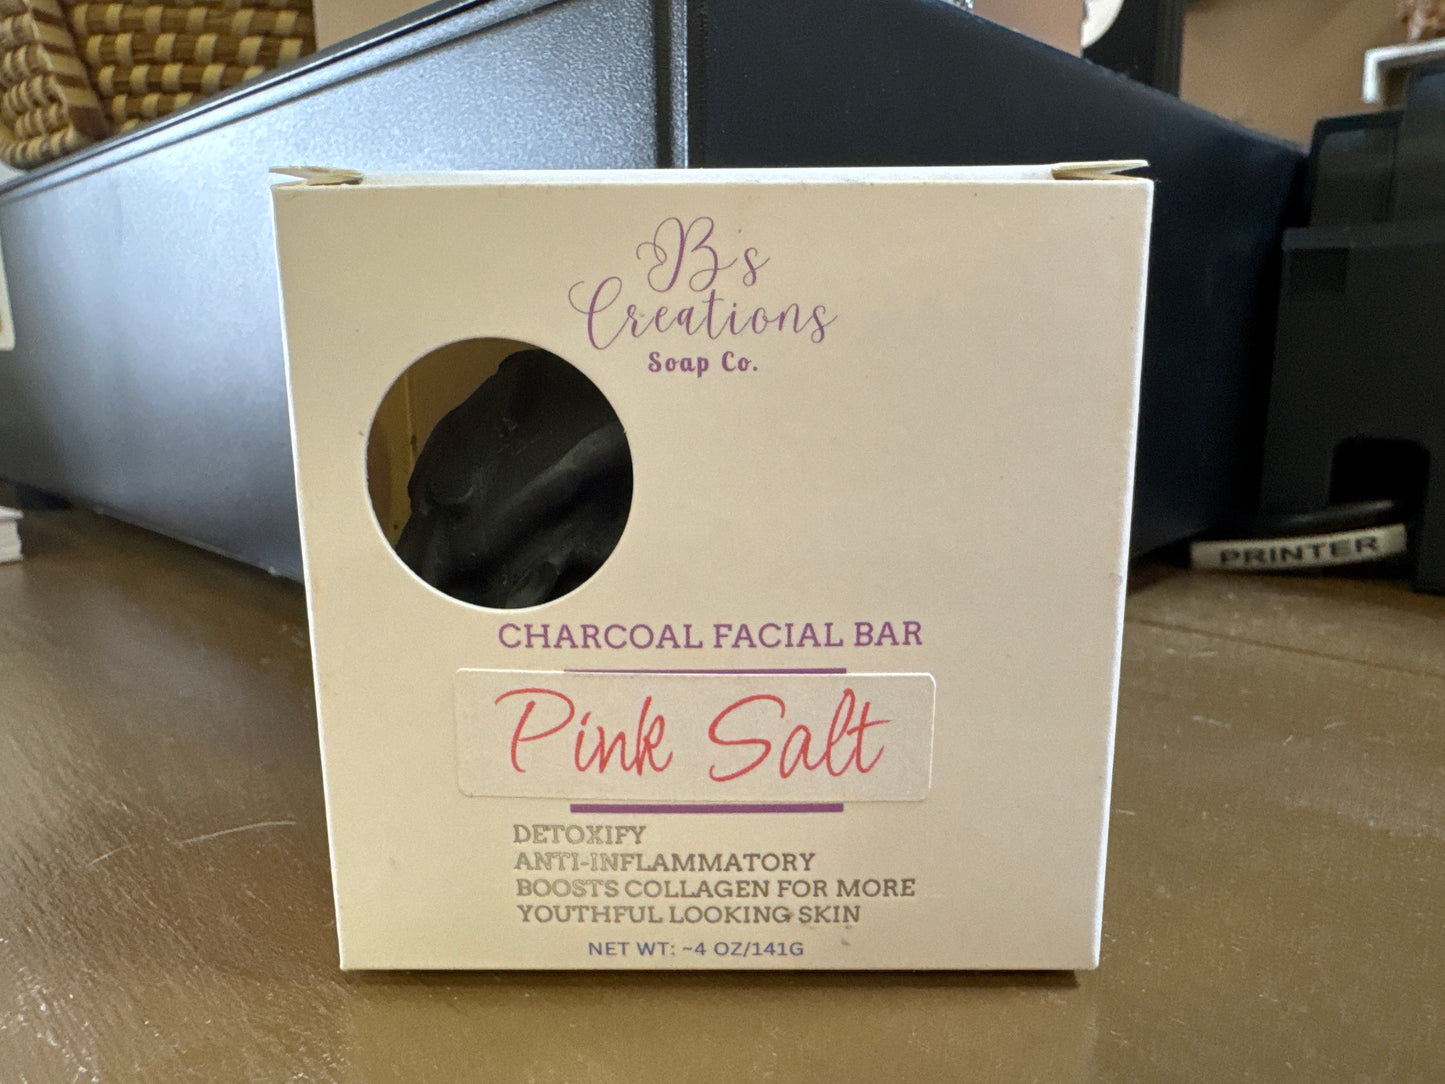 Bs
Creations
Soap Co.
CHARCOAL FACIAL BAR
Pink Salt
DETOXIFY
ANTI-INFLAMMATORY
BOOSTS COLLAGEN FOR MORE
YOUTHFUL LOOKING SKIN
NET WT: ~4 OZ/141G
PRINTER